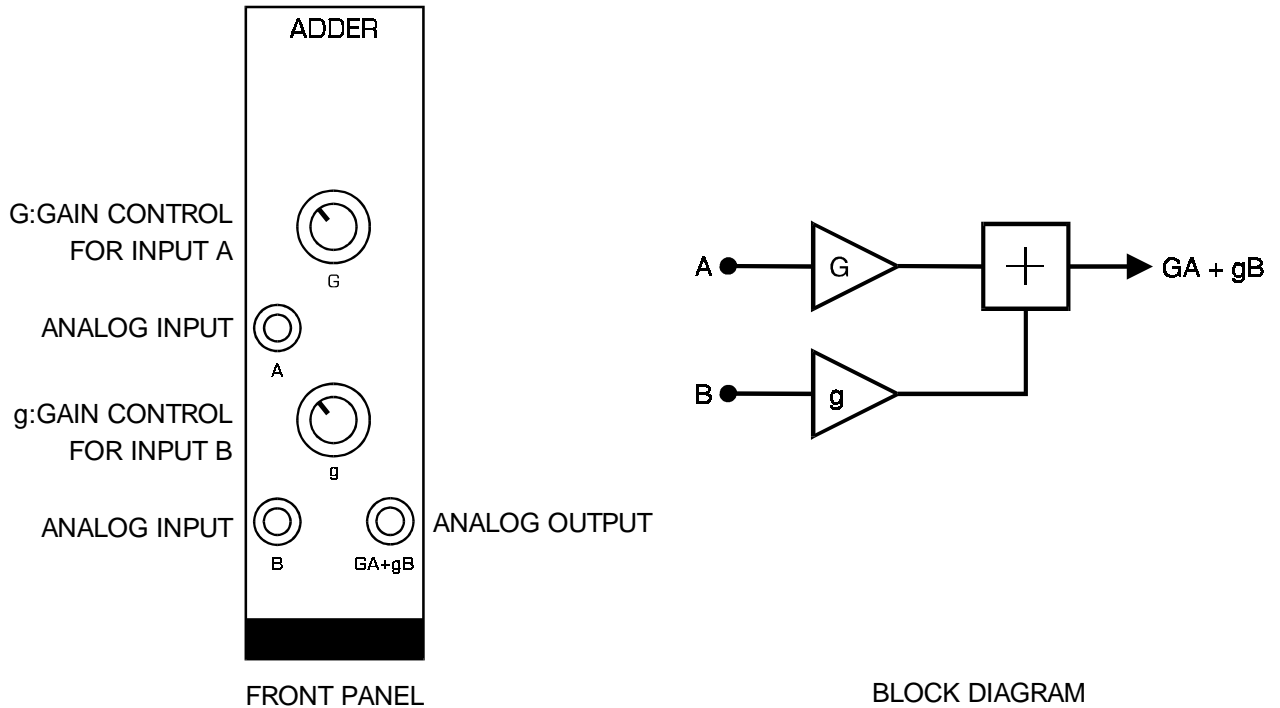 ADDER
G:GAIN CONTROL
FOR INPUT A
G
ANALOG INPUT
A
g:GAIN CONTROL
FOR INPUT B
g
ANALOG INPUT
B
GA+gB
ANALOG OUTPUT
FRONT PANEL
A
G
+
GA + gB
B
g
BLOCK DIAGRAM